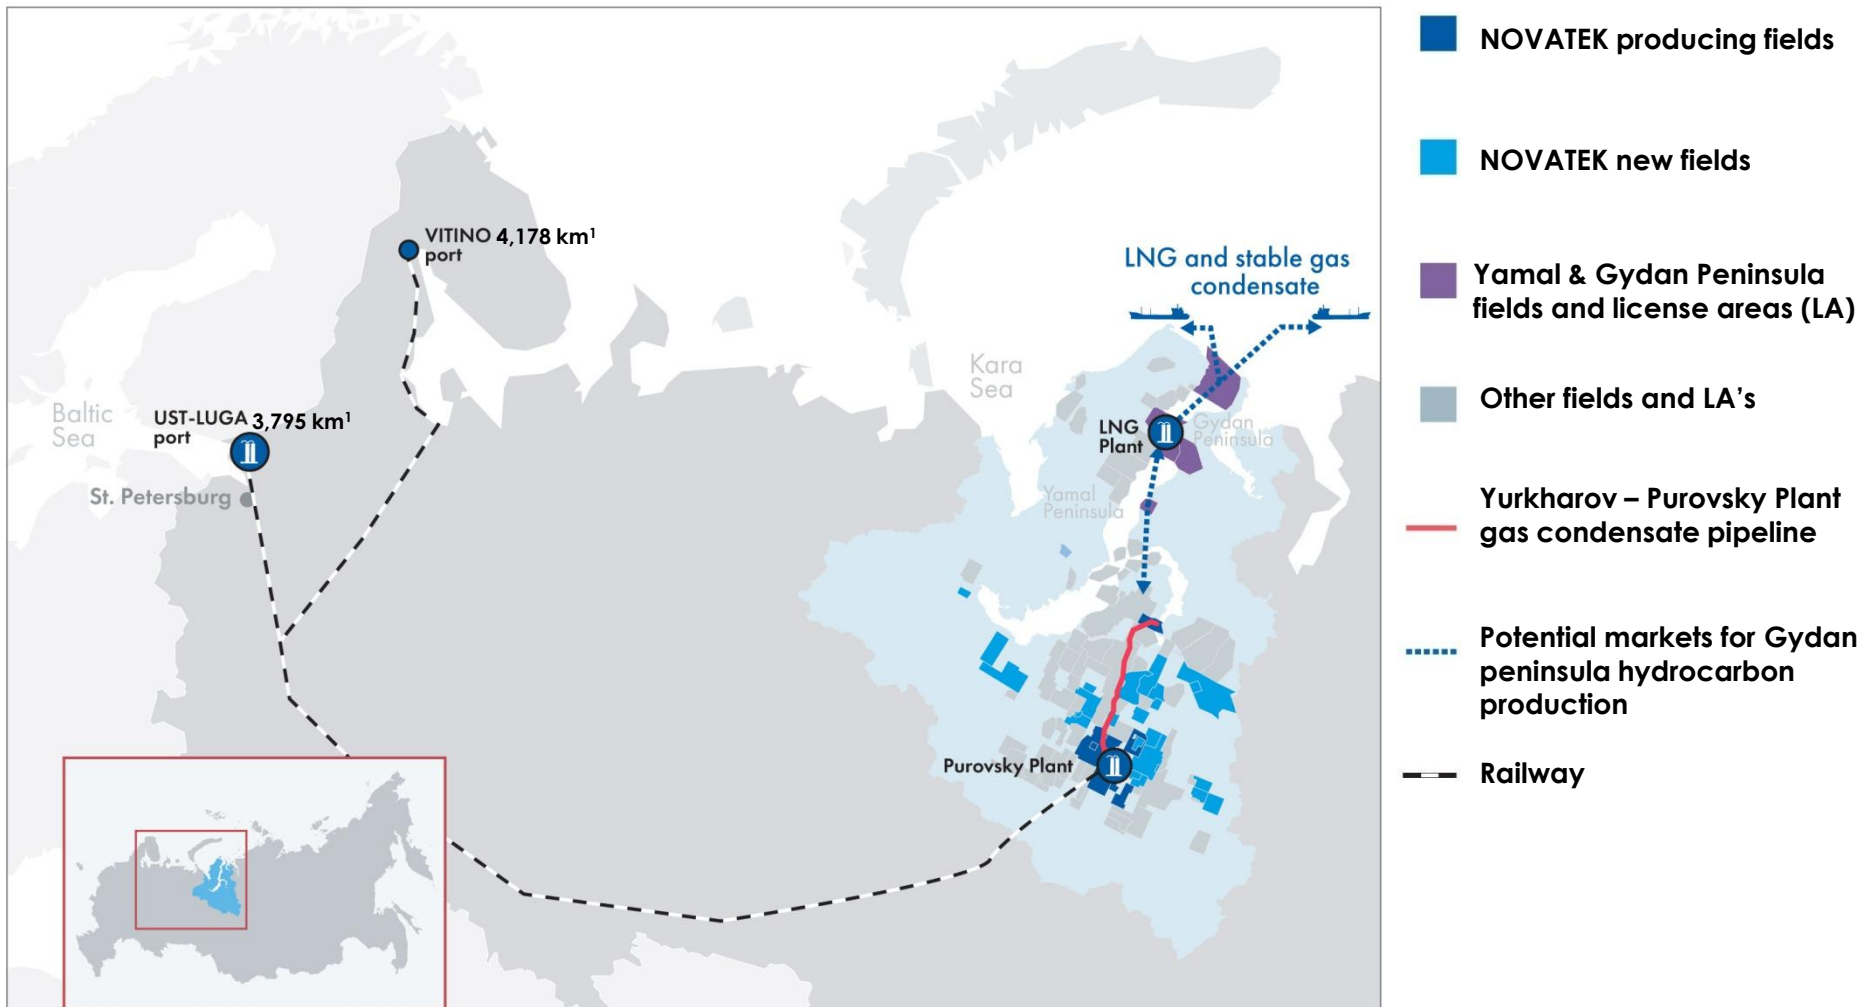 VITINO 4,178 km¹
port
LNG and stable gas
condensate
Kara
Sea
Baltic
Sea
UST-LUGA 3,795 km¹
port
LNG
Plant
Gydan
Peninsula
St. Petersburg
Yamal
Peninsula
Purovsky Plant
NOVATEK producing fields
NOVATEK new fields
Yamal & Gydan Peninsula
fields and license areas (LA)
Other fields and LA's
Yurkharov – Purovsky Plant
gas condensate pipeline
Potential markets for Gydan
peninsula hydrocarbon
production
Railway